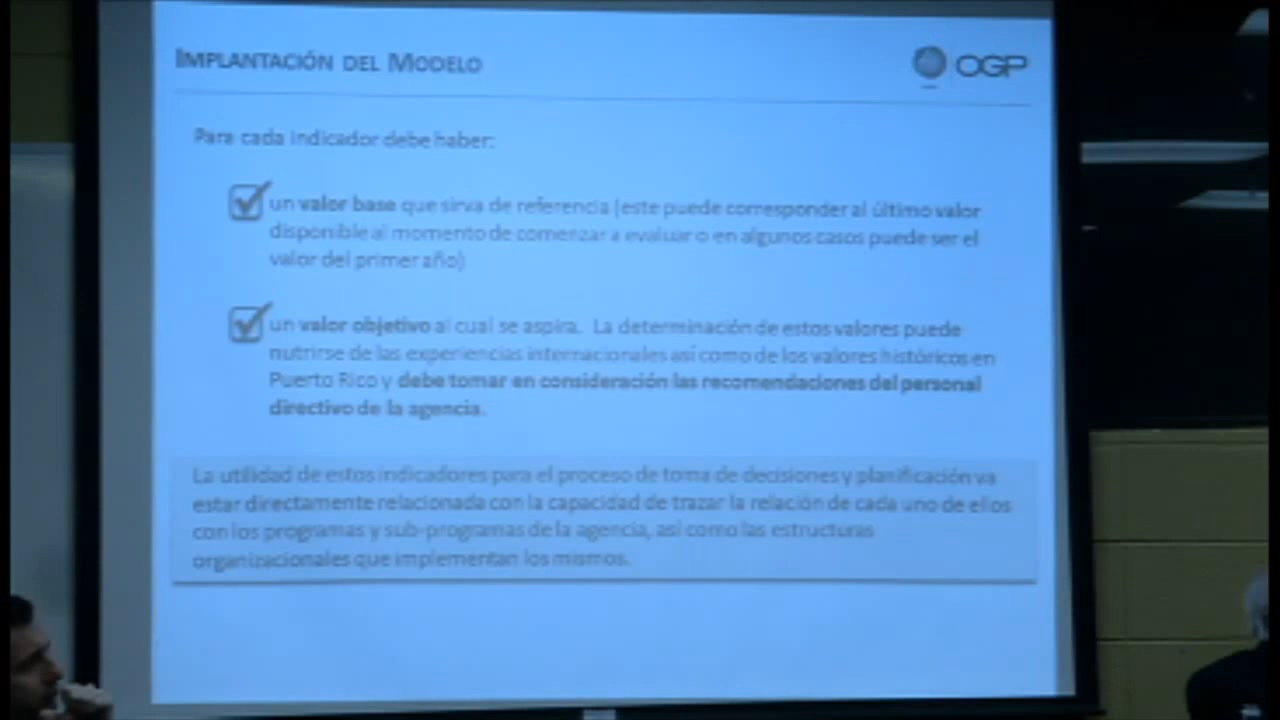 IMPLANTACIÓN DEL MODELO
OGP
Para cada indicador debe haber:
un valor base que sirva de referencia (este puede corresponder al último valor
disponible al momento de comenzar a evaluar o en algunos casos puede ser el
valor del primer año)
un valor objetivo al cual se aspira. La determinación de estos valores puede
nutrirse de las experiencias internacionales así como de los valores históricos en
Puerto Rico y debe tomar en consideración las recomendaciones del personal
directivo de la agencia.
La utilidad de estos indicadores para el proceso de toma de decisiones y planificación va
estar directamente relacionada con la capacidad de trazar la relación de cada uno de ellos
con los programas y sub-programas de la agencia, así como las estructuras
organizacionales que implementan los mismos.